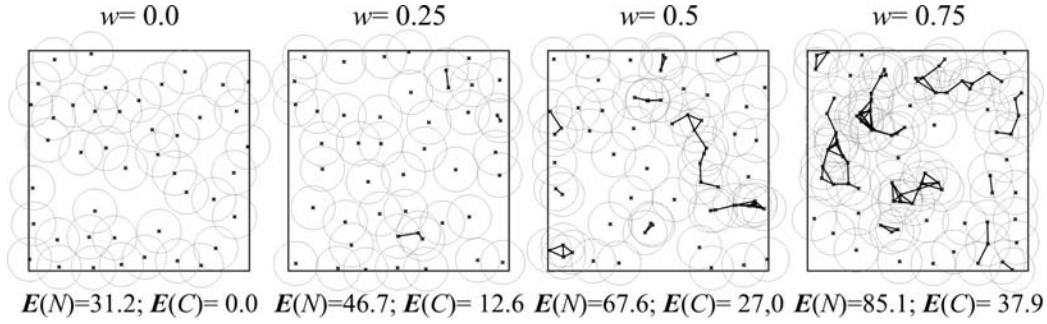 w= 0.0 w= 0.25 w= 0.5 w= 0.75
E(N)=31.2; E(C)= 0.0 E(N)=46.7; E(C)= 12.6 E(N)=67.6; E(C)= 27,0 E(N)=85.1; E(C)= 37.9